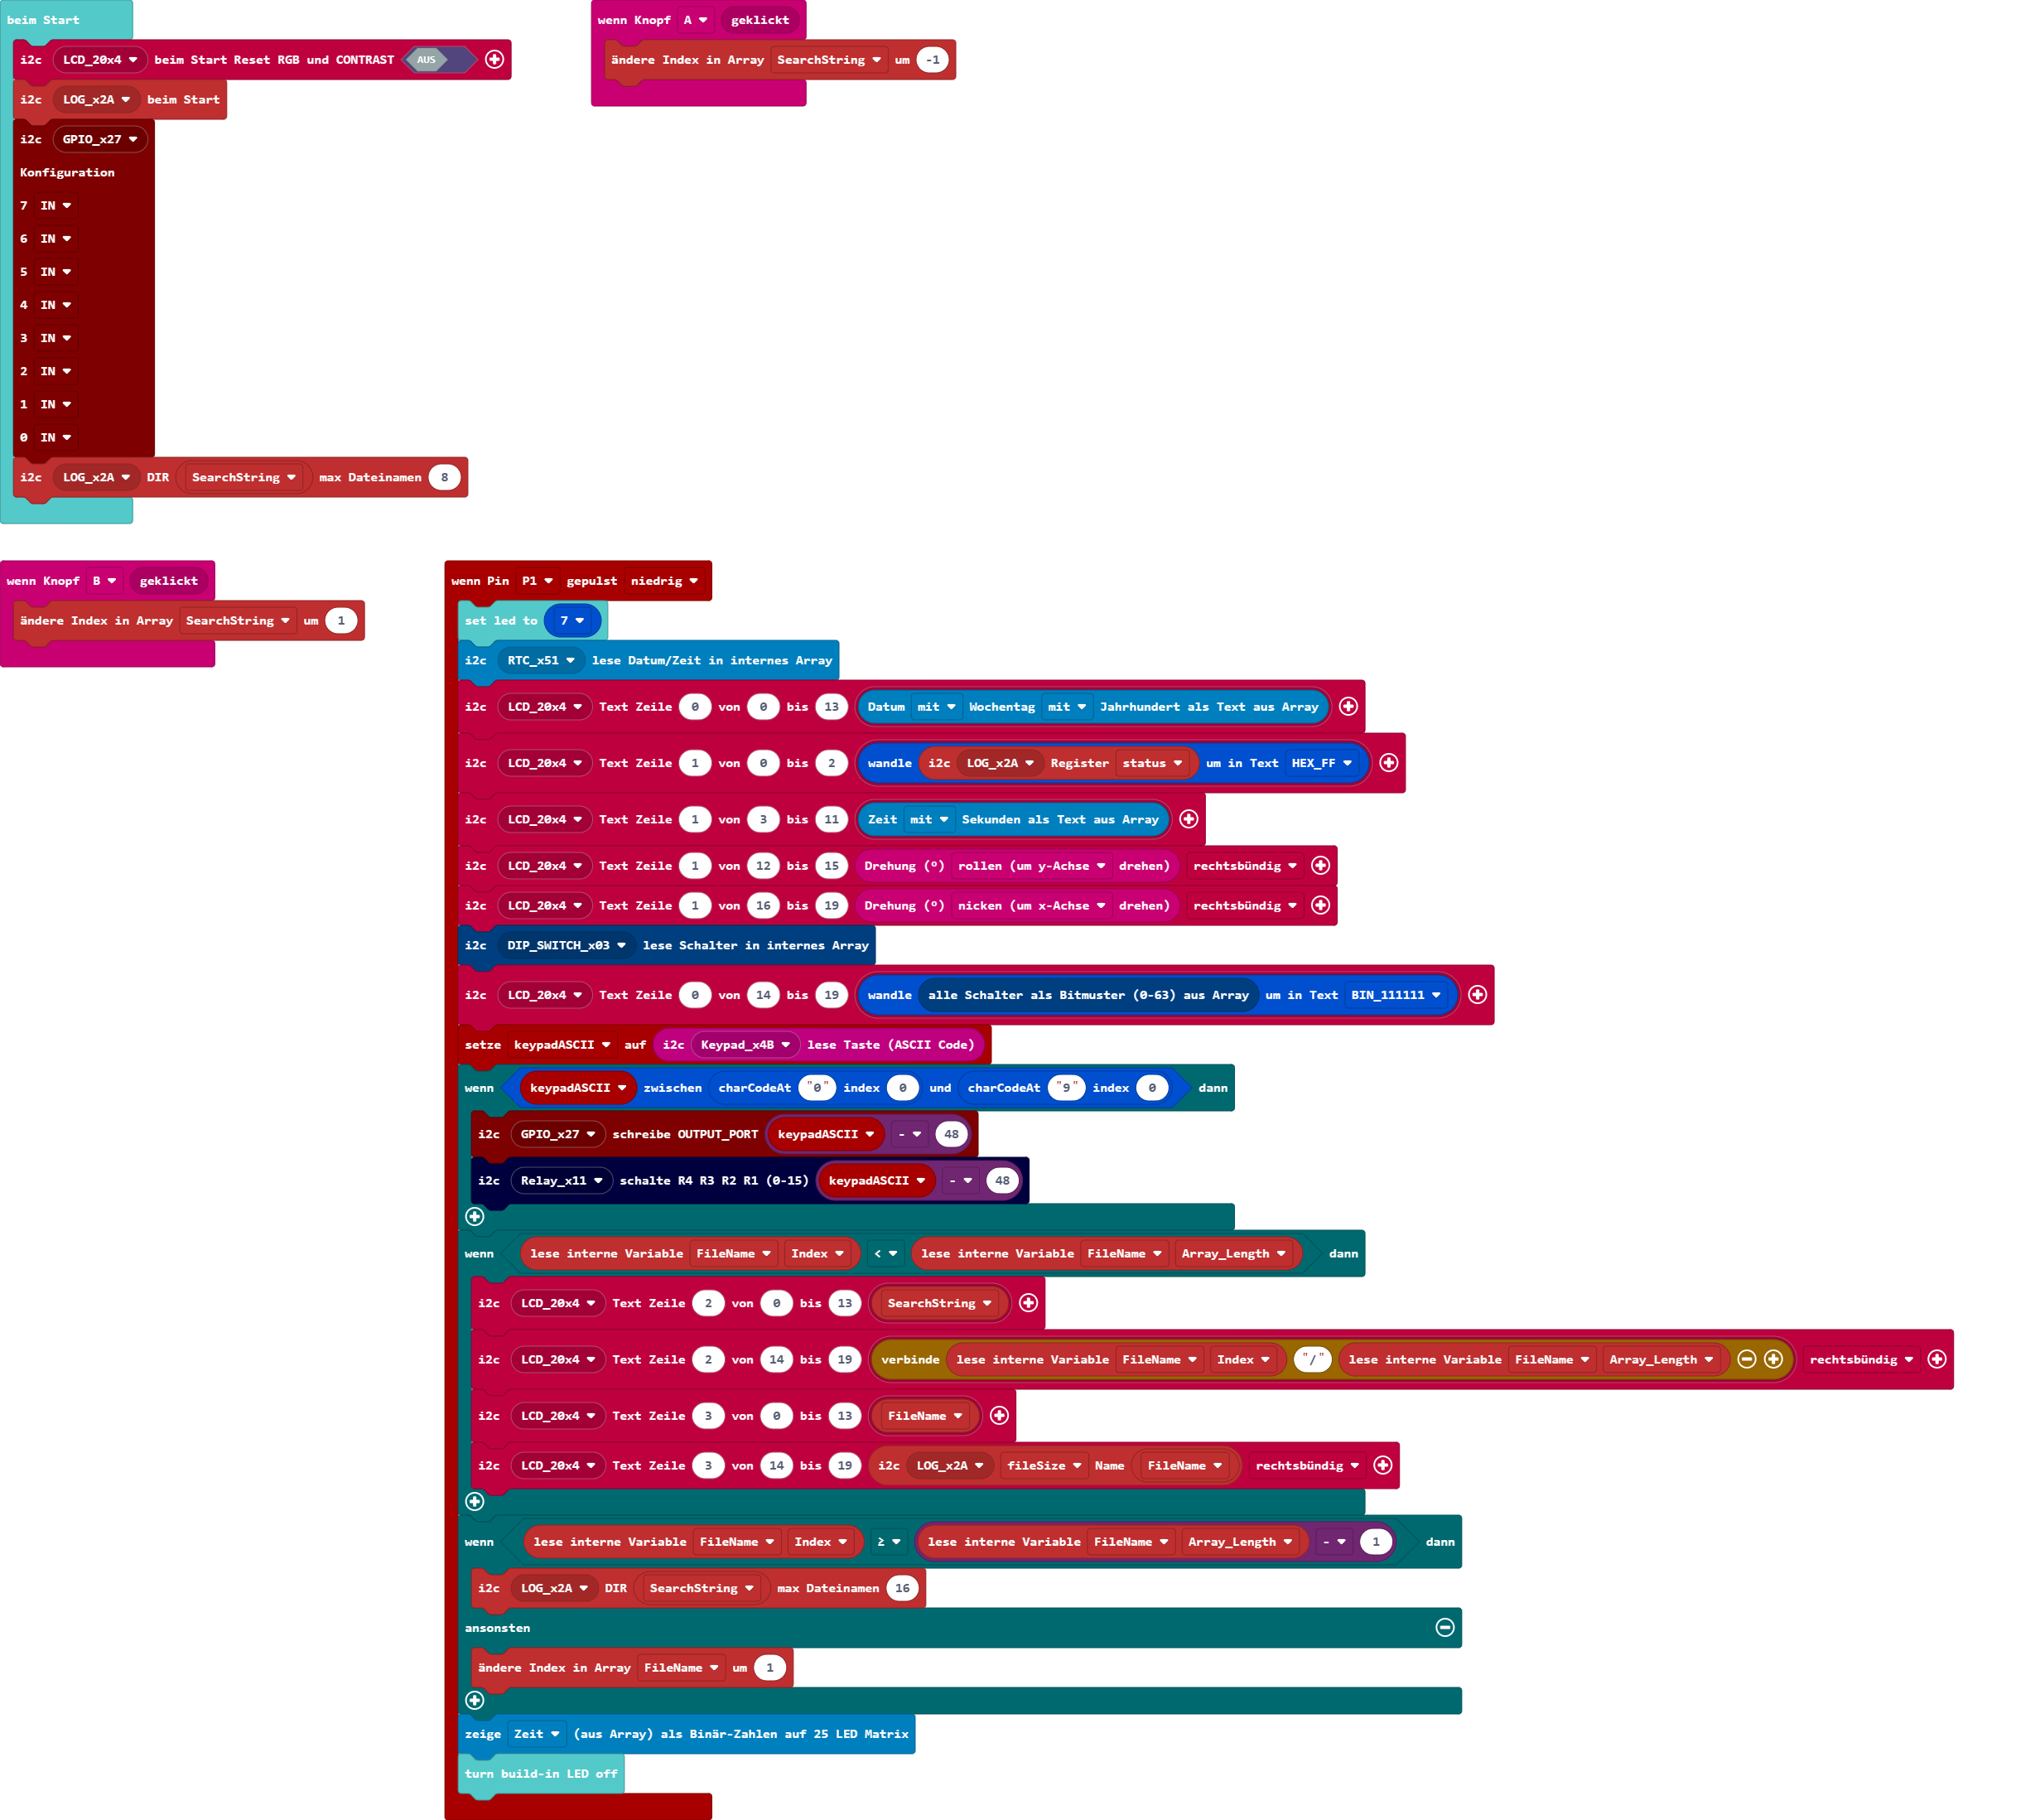 beim Start
i2c LCD_20x4 beim Start Reset RGB und CONTRAST AUS
i2c LOG_x2A beim Start
i2c GPIO_x27
Konfiguration
7 IN
6 IN
5 IN
4 IN
3 IN
2 IN
1 IN
0 IN
i2c LOG_x2A DIR SearchString max Dateinamen 8
wenn Knopf A geklickt
ändere Index in Array SearchString um -1
wenn Knopf B geklickt
ändere Index in Array SearchString um 1
wenn Pin P1 gepulst niedrig
set led to 7
i2c RTC_x51 lese Datum/Zeit in internes Array
i2c LCD_20x4 Text Zeile 0 von 0 bis 13 Datum mit Wochentag mit Jahrhundert als Text aus Array
i2c LCD_20x4 Text Zeile 1 von 0 bis 2 wandle i2c LOG_x2A Register status um in Text HEX_FF
i2c LCD_20x4 Text Zeile 1 von 3 bis 11 Zeit mit Sekunden als Text aus Array
i2c LCD_20x4 Text Zeile 1 von 12 bis 15 Drehung (º) rollen (um y-Achse drehen) rechtsbündig
i2c LCD_20x4 Text Zeile 1 von 16 bis 19 Drehung (º) nicken (um x-Achse drehen) rechtsbündig
i2c DIP_SWITCH_x03 lese Schalter in internes Array
i2c LCD_20x4 Text Zeile 0 von 14 bis 19 wandle alle Schalter als Bitmuster (0-63) aus Array um in Text BIN_111111
setze keypadASCII auf i2c Keypad_x4B lese Taste (ASCII Code)
wenn keypadASCII zwischen charCodeAt "0" index 0 und charCodeAt "9" index 0 dann
i2c GPIO_x27 schreibe OUTPUT_PORT keypadASCII - 48
i2c Relay_x11 schalte R4 R3 R2 R1 (0-15) keypadASCII - 48
wenn lese interne Variable FileName Index < lese interne Variable FileName Array_Length dann
i2c LCD_20x4 Text Zeile 2 von 0 bis 13 SearchString
i2c LCD_20x4 Text Zeile 2 von 14 bis 19 verbinde lese interne Variable FileName Index "/" lese interne Variable FileName Array_Length rechtsbündig
i2c LCD_20x4 Text Zeile 3 von 0 bis 13 FileName
i2c LCD_20x4 Text Zeile 3 von 14 bis 19 i2c LOG_x2A fileSize Name FileName rechtsbündig
wenn lese interne Variable FileName Index ≥ lese interne Variable FileName Array_Length - 1 dann
i2c LOG_x2A DIR SearchString max Dateinamen 16
ansonsten
ändere Index in Array FileName um 1
zeige Zeit (aus Array) als Binär-Zahlen auf 25 LED Matrix
turn build-in LED off